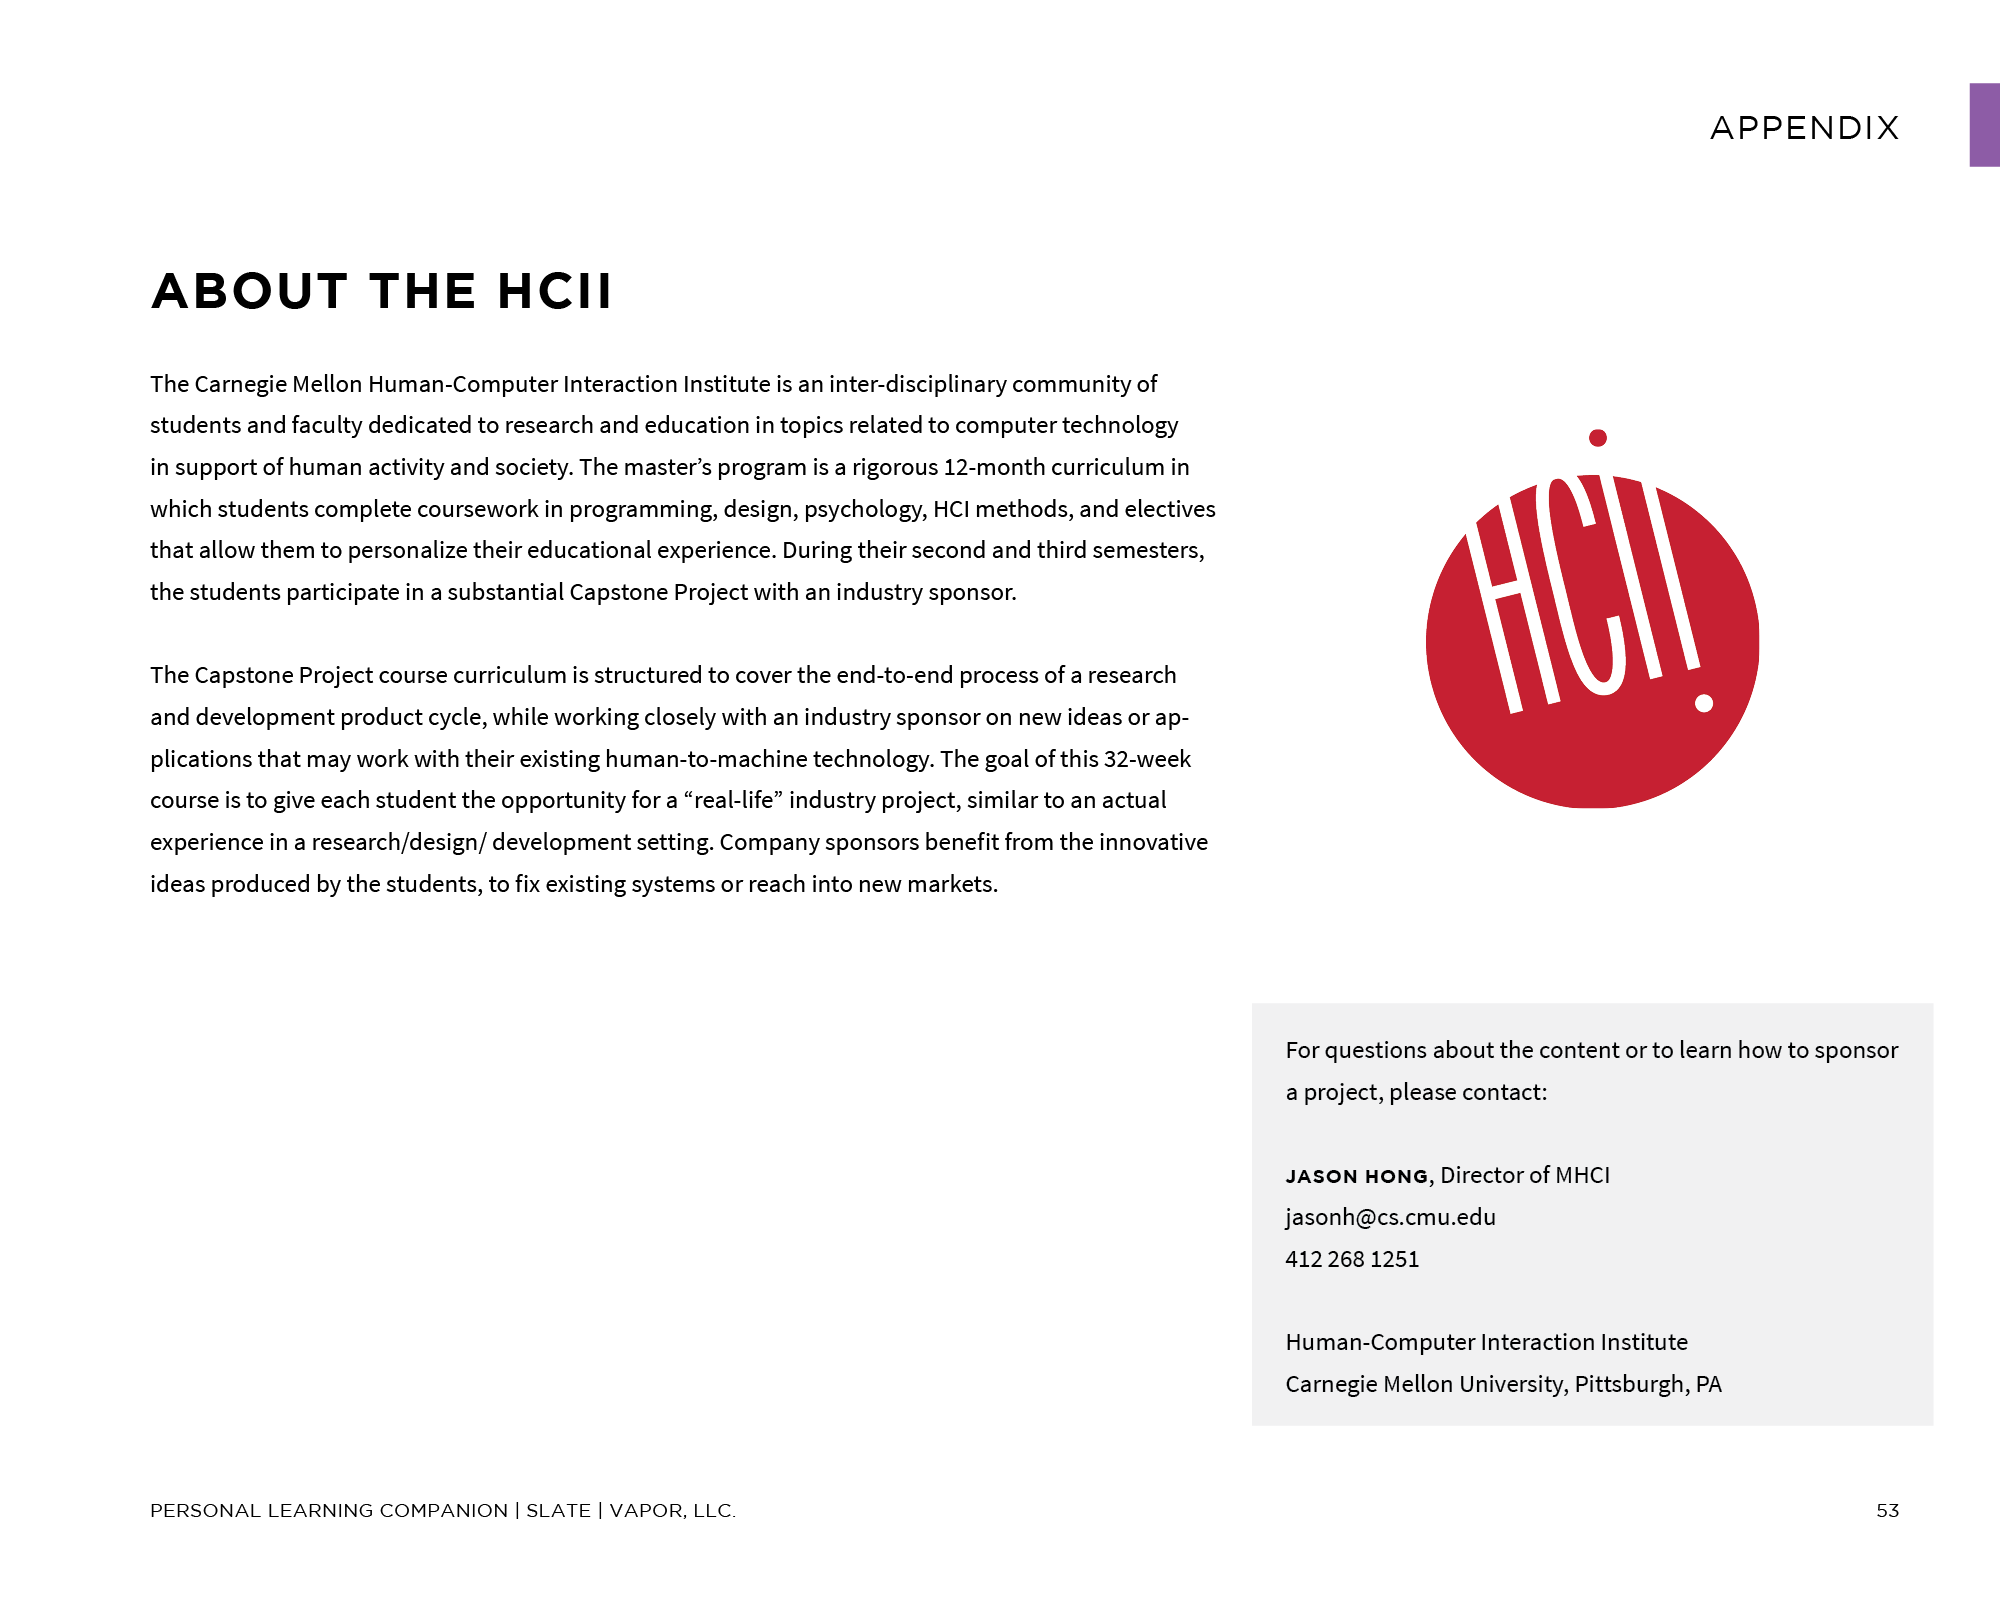 APPENDIX
ABOUT THE HCII
The Carnegie Mellon Human-Computer Interaction Institute is an inter-disciplinary community of
students and faculty dedicated to research and education in topics related to computer technology
in support of human activity and society. The master’s program is a rigorous 12-month curriculum in
which students complete coursework in programming, design, psychology, HCI methods, and electives
that allow them to personalize their educational experience. During their second and third semesters,
the students participate in a substantial Capstone Project with an industry sponsor.
The Capstone Project course curriculum is structured to cover the end-to-end process of a research
and development product cycle, while working closely with an industry sponsor on new ideas or ap-
plications that may work with their existing human-to-machine technology. The goal of this 32-week
course is to give each student the opportunity for a “real-life” industry project, similar to an actual
experience in a research/design/ development setting. Company sponsors benefit from the innovative
ideas produced by the students, to fix existing systems or reach into new markets.
HCII
For questions about the content or to learn how to sponsor
a project, please contact:
JASON HONG, Director of MHCI
jasonh@cs.cmu.edu
412 268 1251
Human-Computer Interaction Institute
Carnegie Mellon University, Pittsburgh, PA
PERSONAL LEARNING COMPANION | SLATE | VAPOR, LLC.
53